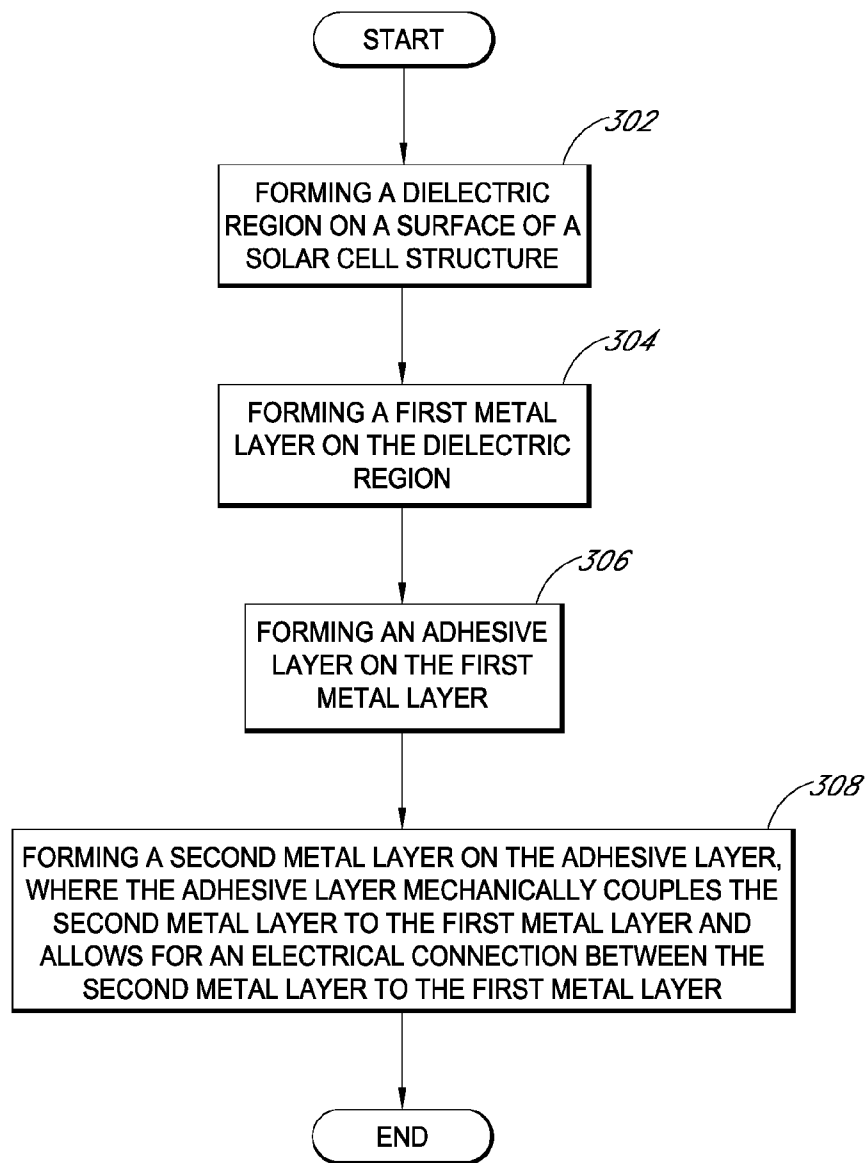 START
302
FORMING A DIELECTRIC
REGION ON A SURFACE OF A
SOLAR CELL STRUCTURE
304
FORMING A FIRST METAL
LAYER ON THE DIELECTRIC
REGION
306
FORMING AN ADHESIVE
LAYER ON THE FIRST
METAL LAYER
308
FORMING A SECOND METAL LAYER ON THE ADHESIVE LAYER,
WHERE THE ADHESIVE LAYER MECHANICALLY COUPLES THE
SECOND METAL LAYER TO THE FIRST METAL LAYER AND
ALLOWS FOR AN ELECTRICAL CONNECTION BETWEEN THE
SECOND METAL LAYER TO THE FIRST METAL LAYER
END